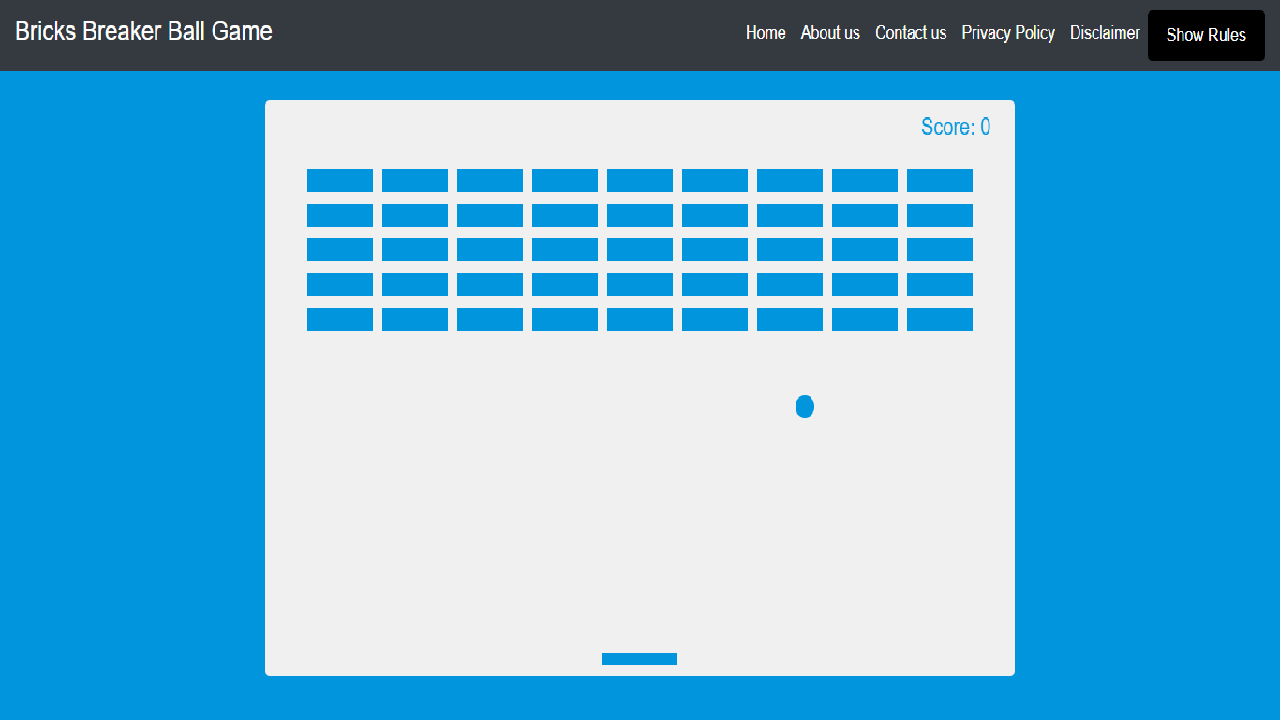 Bricks Breaker Ball Game
Home About us Contact us Privacy Policy Disclaimer Show Rules
Score: 0